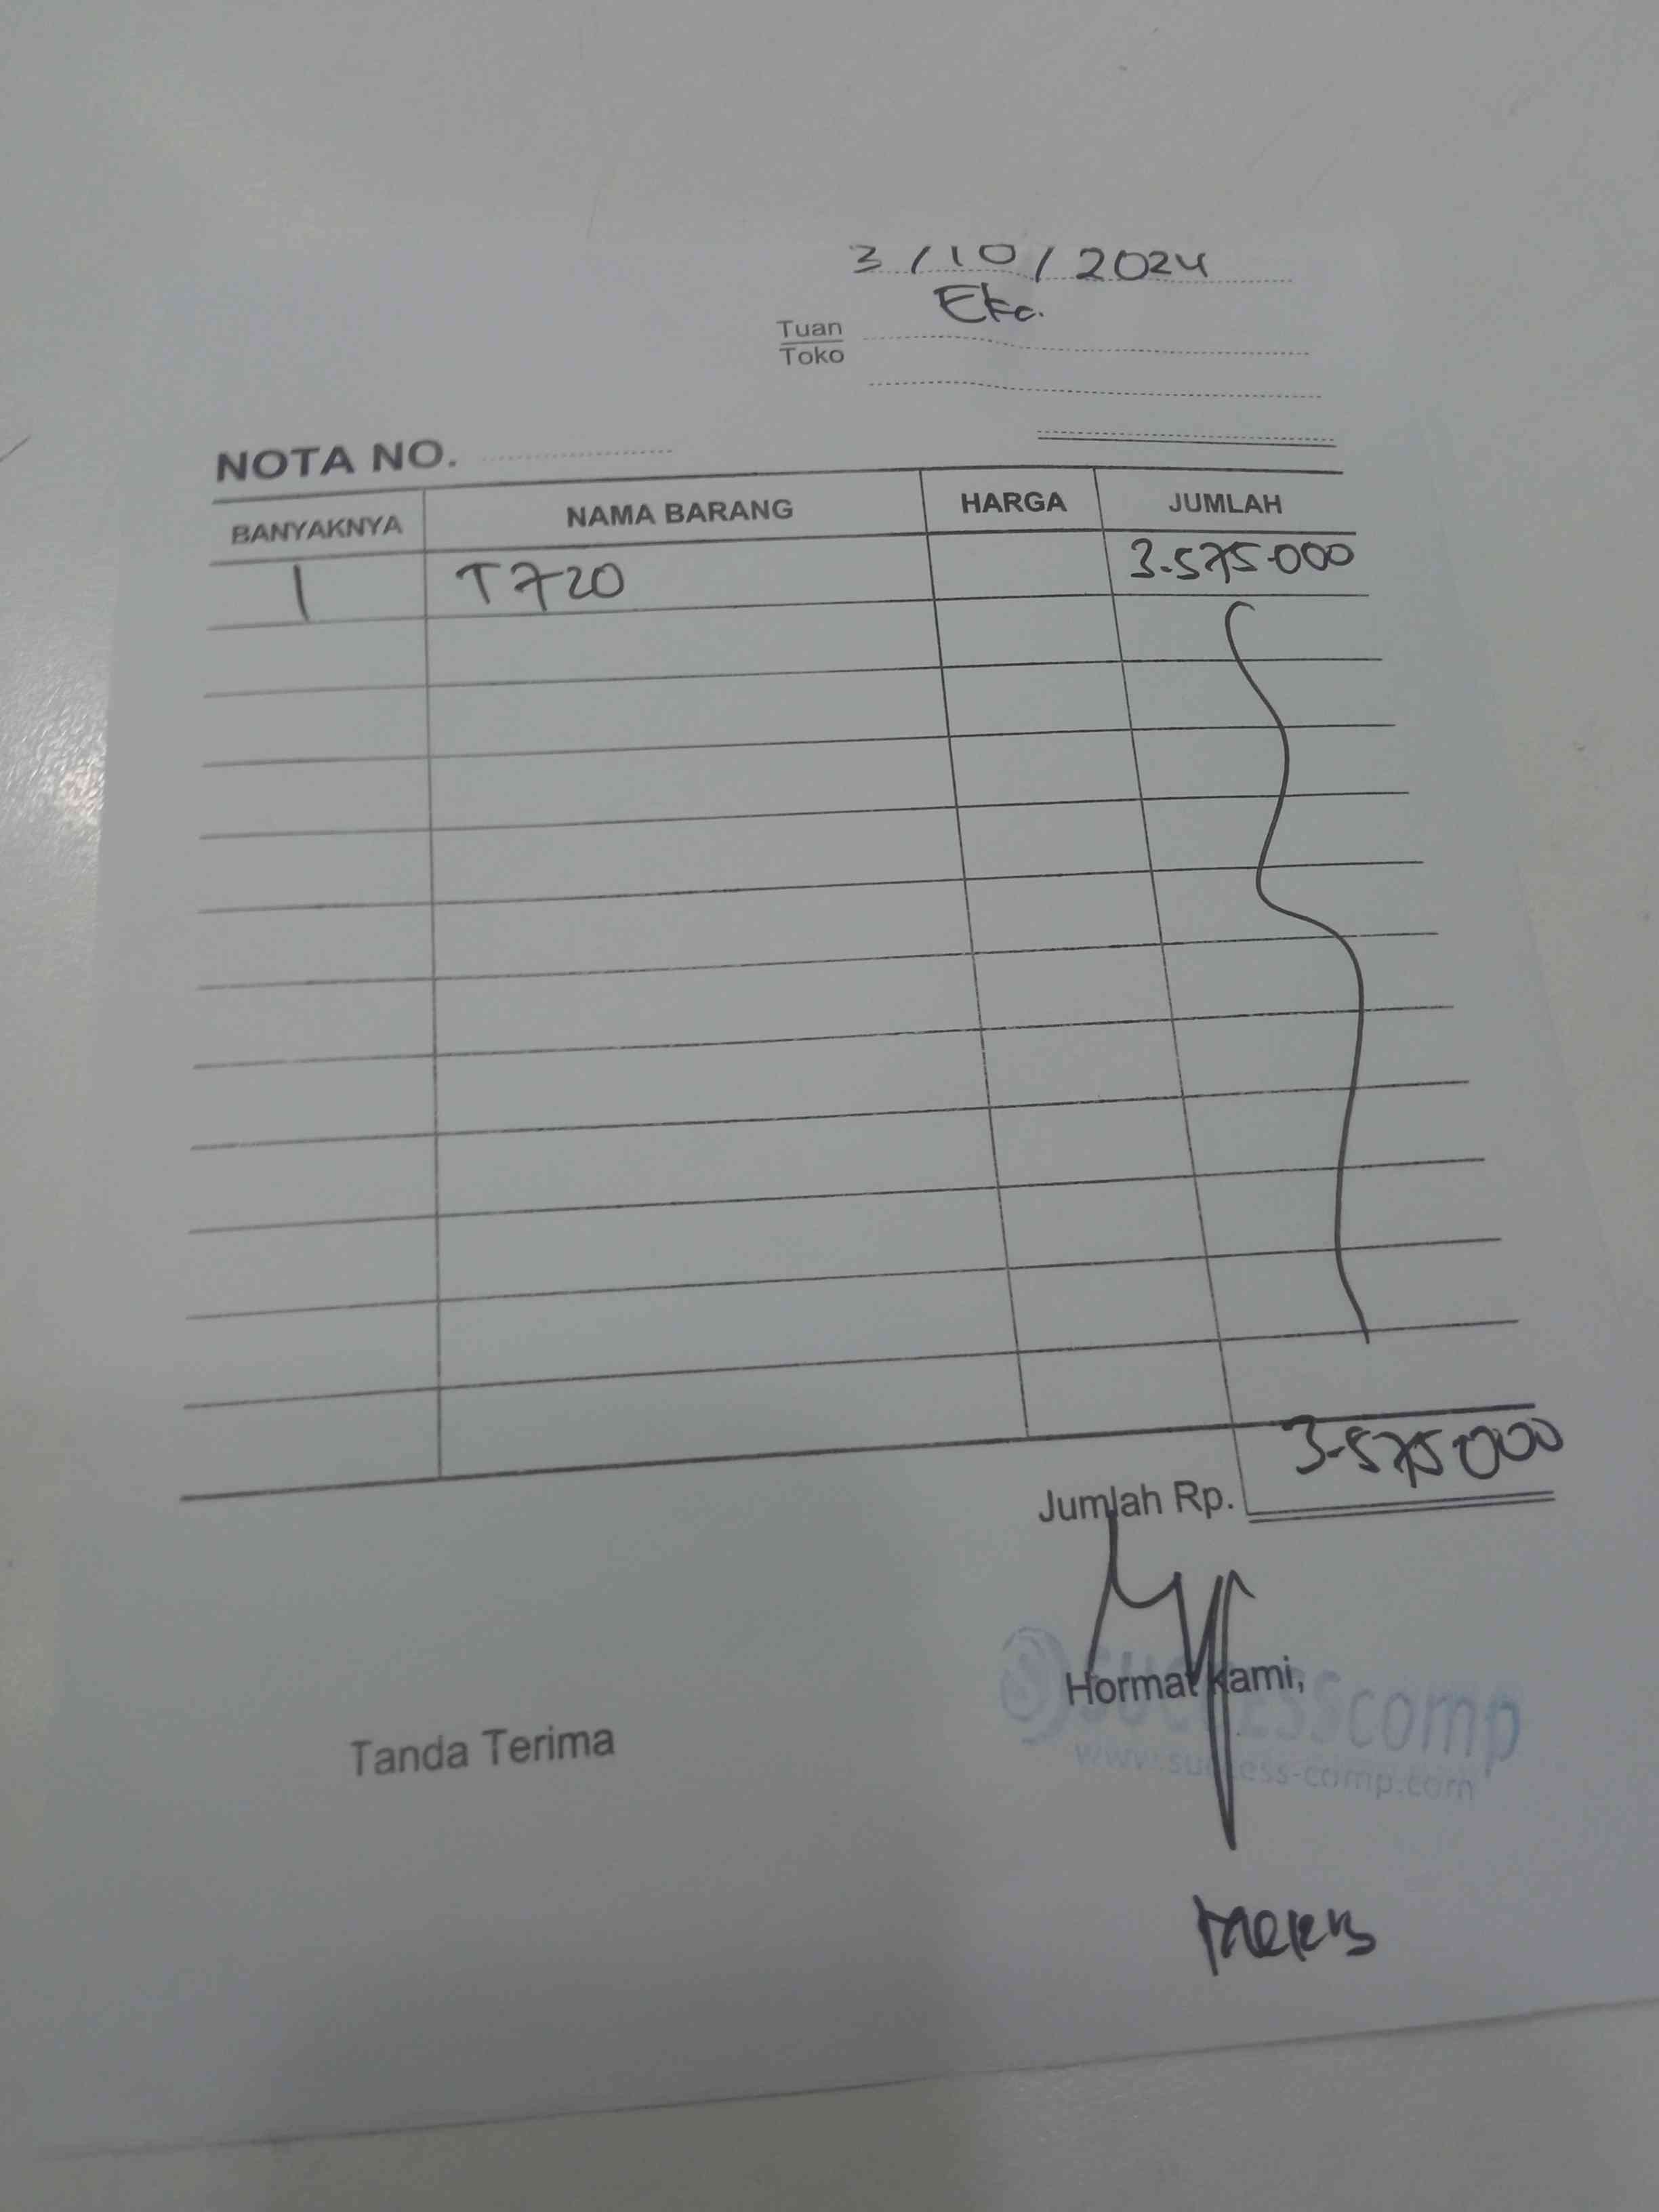 3/10/2024
Tuan Eka.
Toko
NOTA NO.
BANYAKNYA NAMA BARANG HARGA JUMLAH
1 T720 3.575.000
Jumlah Rp. 3.575.000
Tanda Terima Hormat kami,
SUCCESScomp
www.success-comp.com